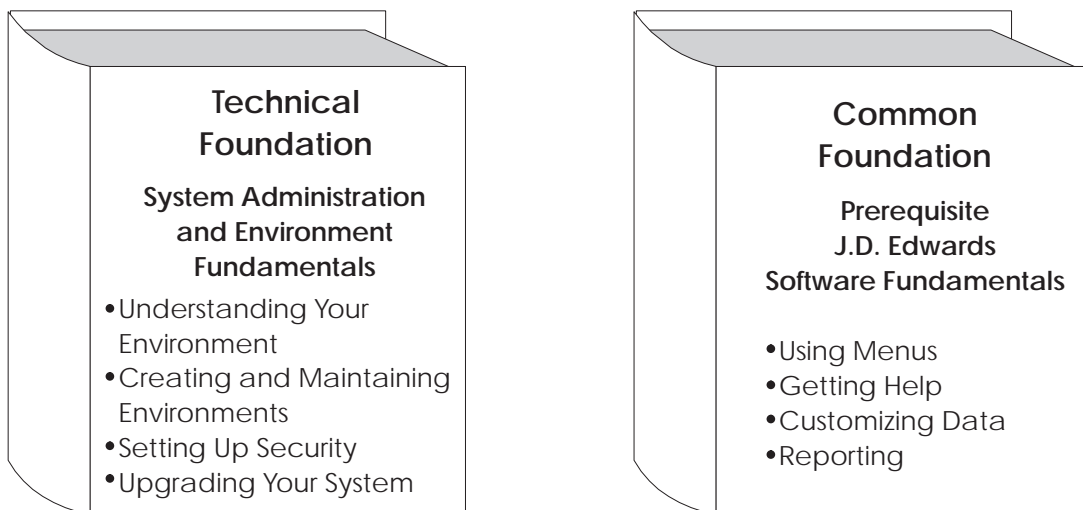 Technical
Foundation
System Administration
and Environment
Fundamentals
•Understanding Your
Environment
•Creating and Maintaining
Environments
•Setting Up Security
•Upgrading Your System
Common
Foundation
Prerequisite
J.D. Edwards
Software Fundamentals
•Using Menus
•Getting Help
•Customizing Data
•Reporting